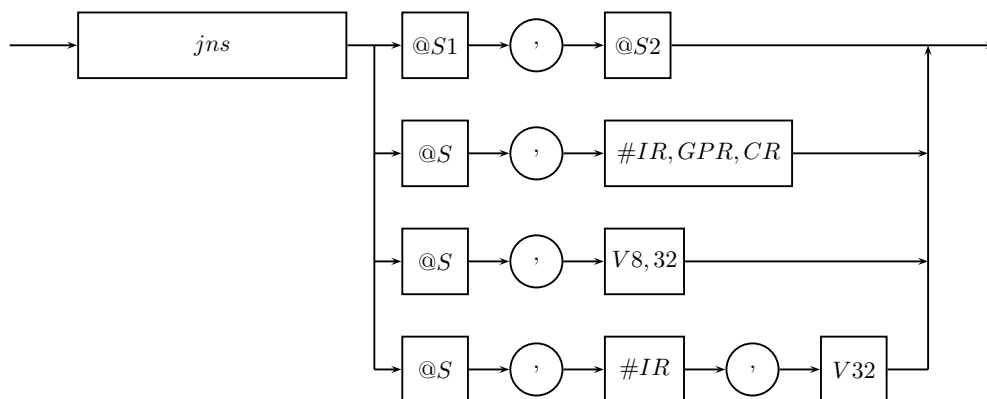 jns @S1 , @S2
@S , #IR, GPR, CR
@S , V8, 32
@S , #IR , V32